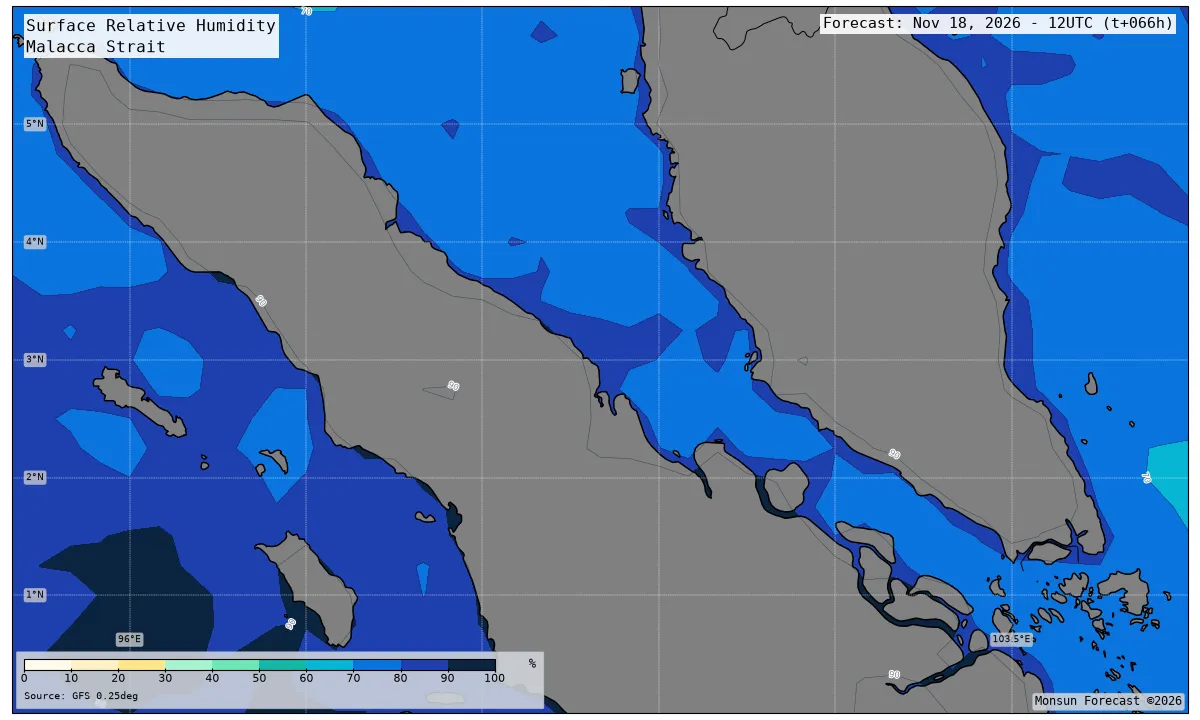 Surface Relative Humidity
Malacca Strait
Forecast: Nov 18, 2026 - 12UTC (t+066h)
70
5°N
4°N
90
3°N
90
90
2°N
70
1°N
90
96°E
103.5°E
90
%
0 10 20 30 40 50 60 70 80 90 100
Source: GFS 0.25deg
Monsun Forecast ©2026